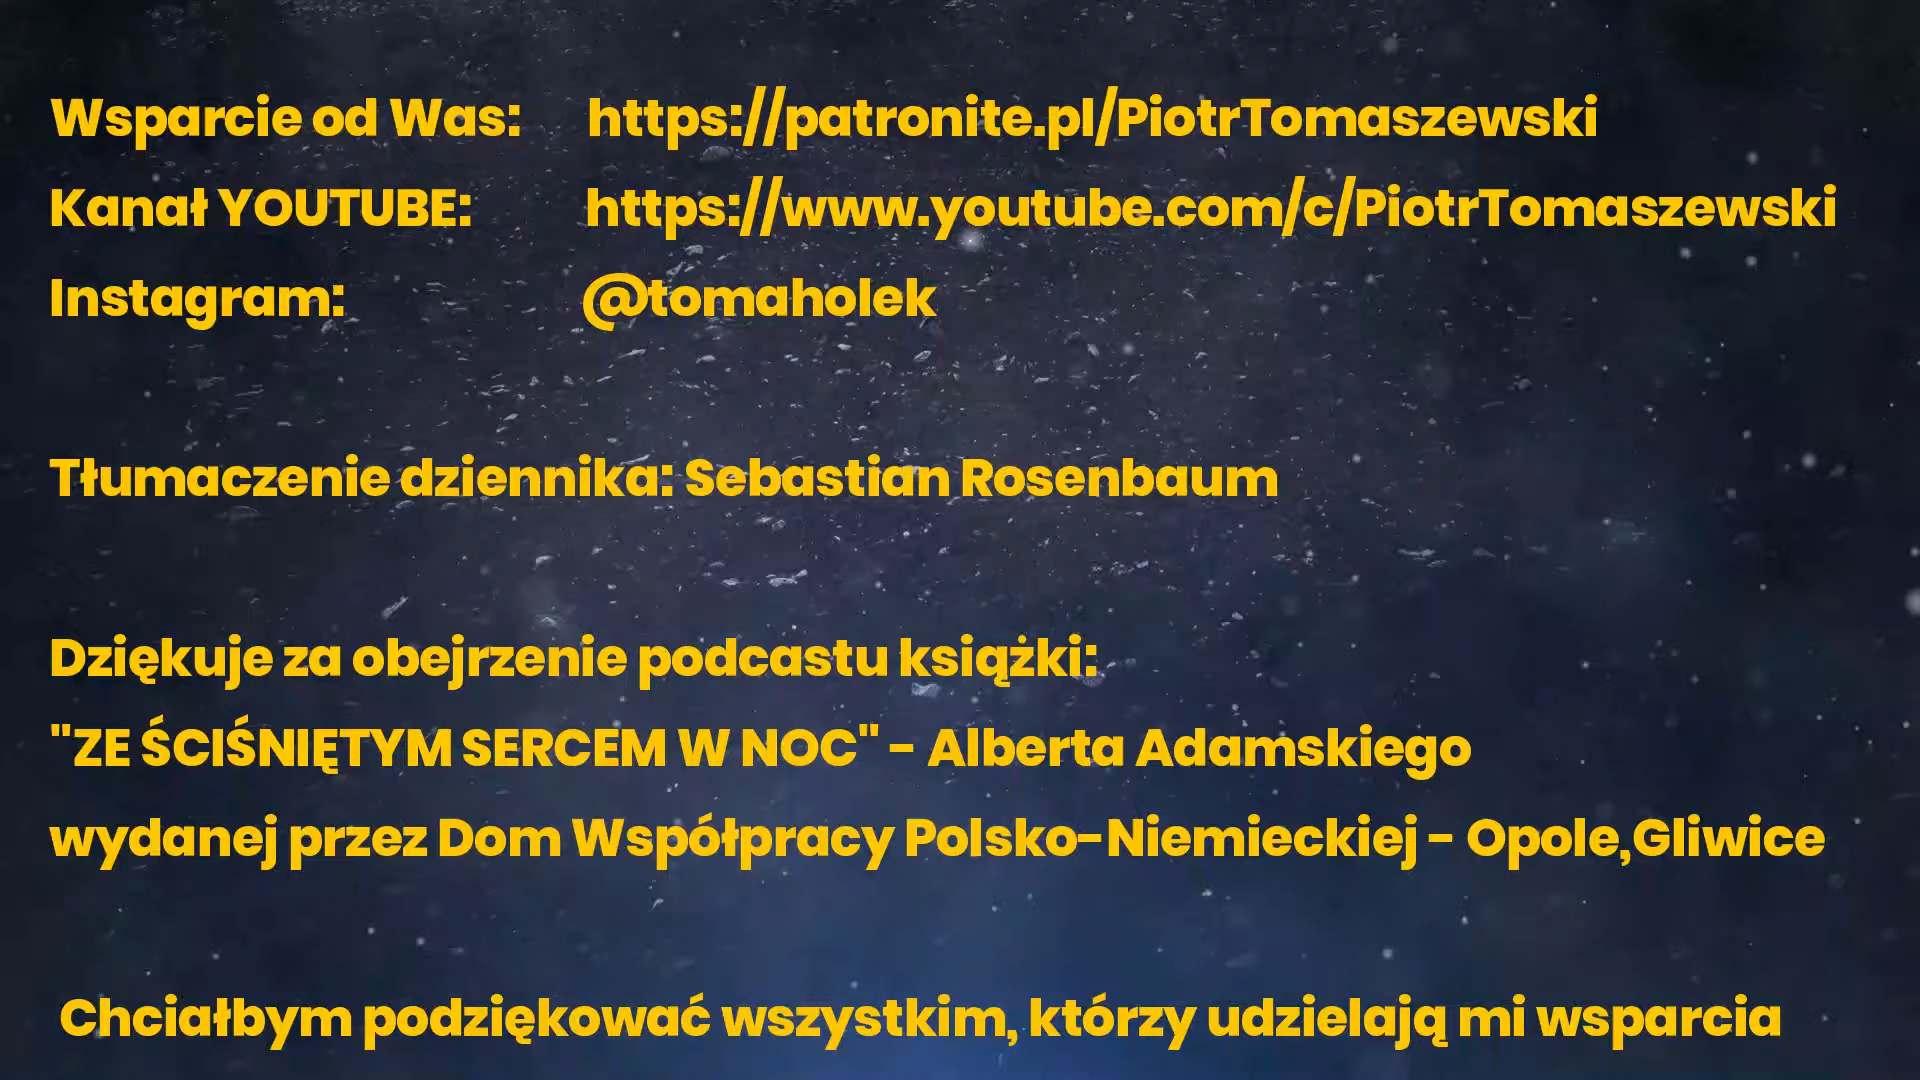 Wsparcie od Was: https://patronite.pl/PiotrTomaszewski
Kanał YOUTUBE: https://www.youtube.com/c/PiotrTomaszewski
Instagram: @tomaholek
Tłumaczenie dziennika: Sebastian Rosenbaum
Dziękuje za obejrzenie podcastu książki:
"ZE ŚCIŚNIĘTYM SERCEM W NOC" - Alberta Adamskiego
wydanej przez Dom Współpracy Polsko-Niemieckiej - Opole,Gliwice
Chciałbym podziękować wszystkim, którzy udzielają mi wsparcia